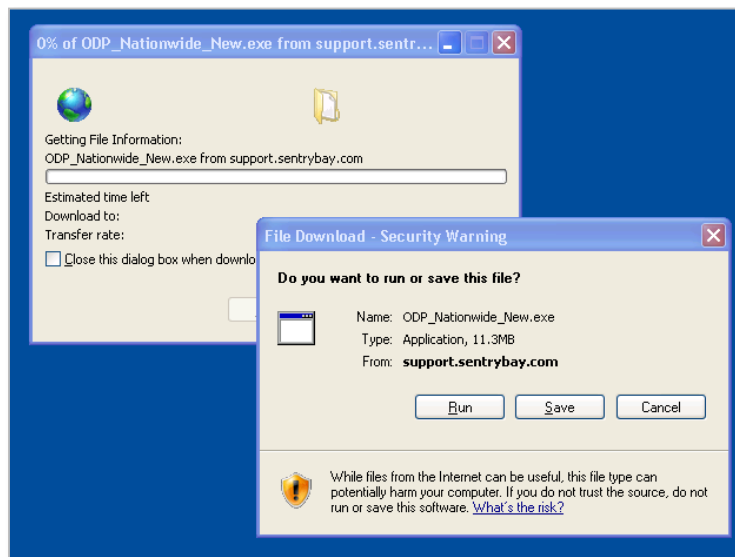 0% of ODP_Nationwide_New.exe from support.sentr...
Getting File Information:
ODP_Nationwide_New.exe from support.sentrybay.com
Estimated time left
Download to:
Transfer rate:
Close this dialog box when downlo
File Download - Security Warning
Do you want to run or save this file?
Name: ODP_Nationwide_New.exe
Type: Application, 11.3MB
From: support.sentrybay.com
Run Save Cancel
While files from the Internet can be useful, this file type can
potentially harm your computer. If you do not trust the source, do not
run or save this software. What's the risk?